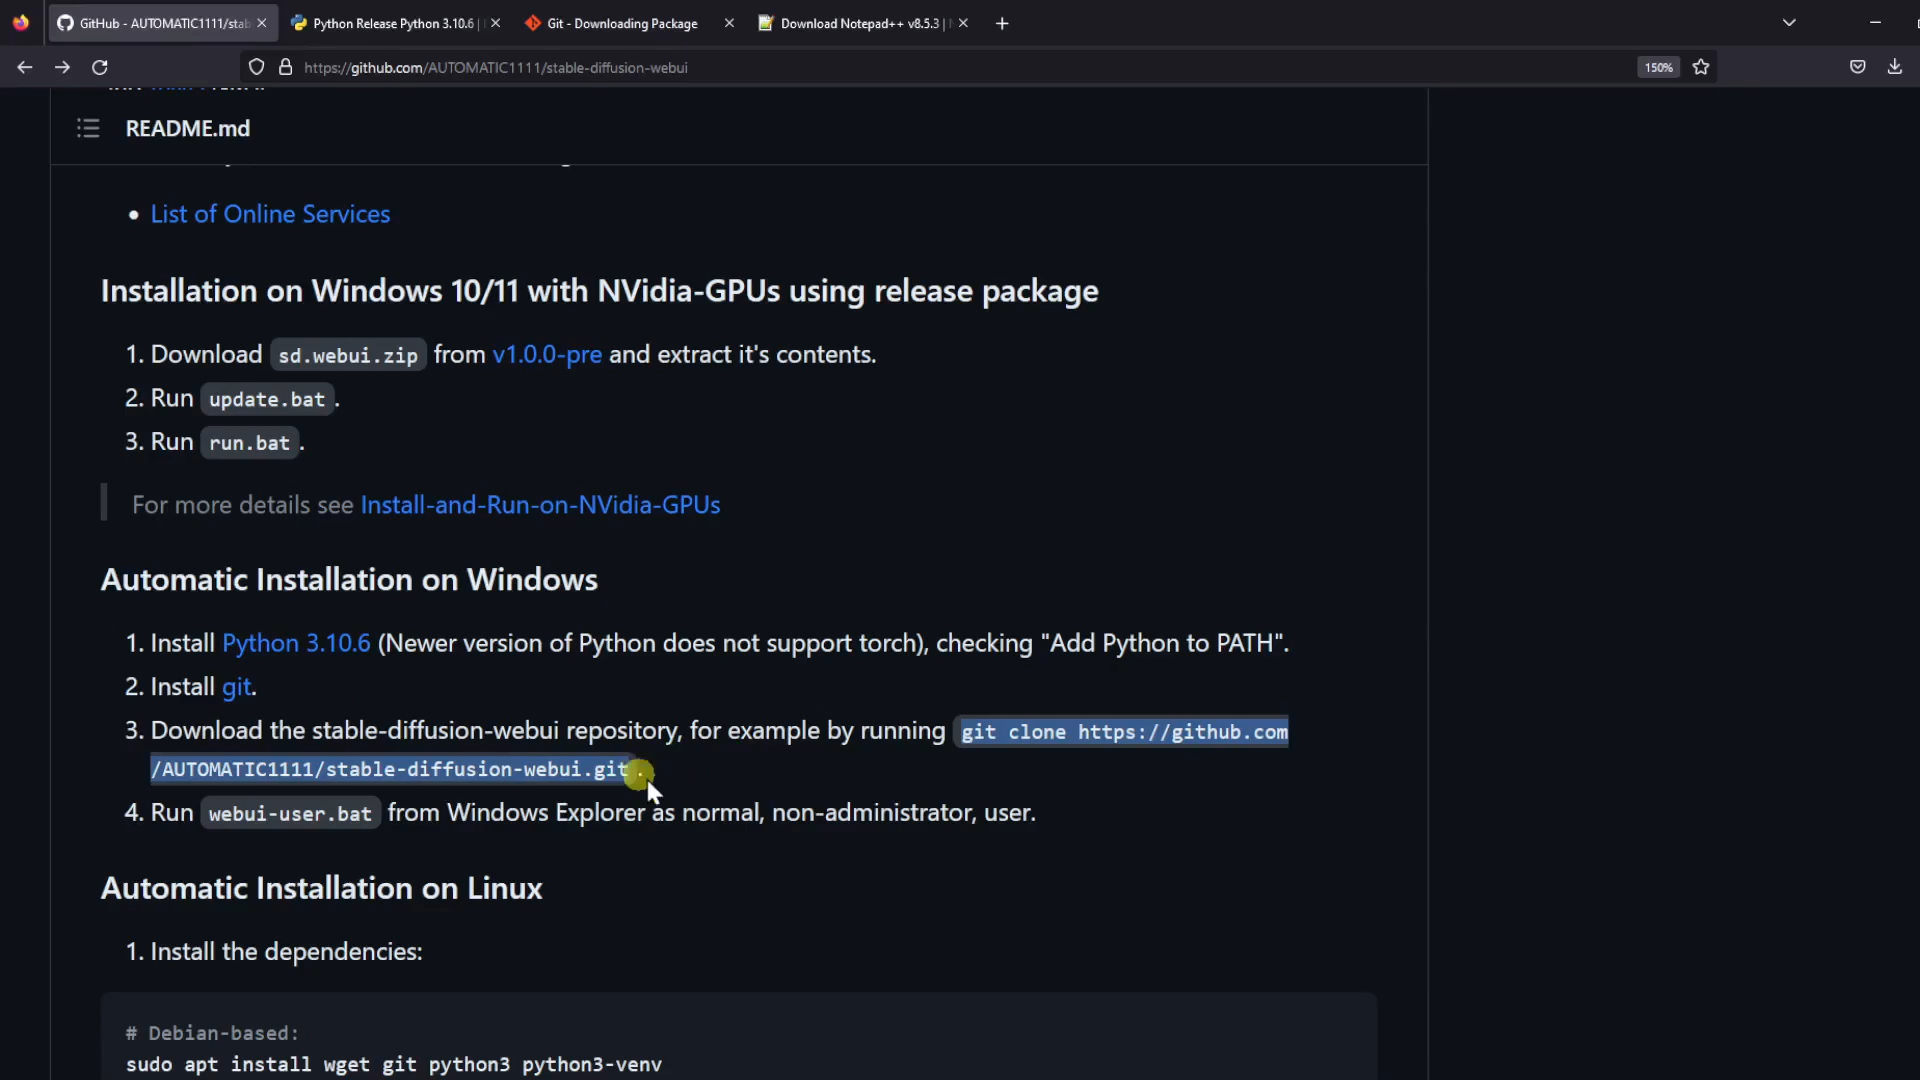 GitHub - AUTOMATIC1111/stab
Python Release Python 3.10.6 |
Git - Downloading Package
Download Notepad++ v8.5.3 |
https://github.com/AUTOMATIC1111/stable-diffusion-webui
150%
README.md
• List of Online Services
Installation on Windows 10/11 with NVidia-GPUs using release package
1. Download sd.webui.zip from v1.0.0-pre and extract it's contents.
2. Run update.bat.
3. Run run.bat.
For more details see Install-and-Run-on-NVidia-GPUs
Automatic Installation on Windows
1. Install Python 3.10.6 (Newer version of Python does not support torch), checking "Add Python to PATH".
2. Install git.
3. Download the stable-diffusion-webui repository, for example by running git clone https://github.com
/AUTOMATIC1111/stable-diffusion-webui.git.
4. Run webui-user.bat from Windows Explorer as normal, non-administrator, user.
Automatic Installation on Linux
1. Install the dependencies:
# Debian-based:
sudo apt install wget git python3 python3-venv